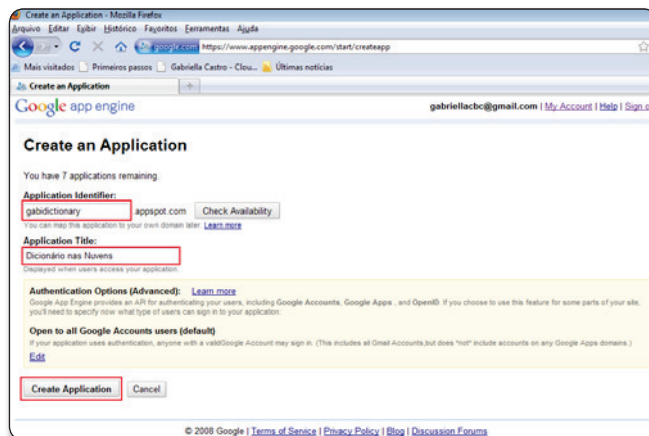 Create an Application - Mozilla Firefox
Arquivo Editar Exibir Histórico Favoritos Ferramentas Ajuda
google.com https://www.appengine.google.com/start/createapp
Mais visitados Primeiros passos Gabriella Castro - Clou... Últimas notícias
Create an Application
Google app engine
gabriellacbc@gmail.com | My Account | Help | Sign o
Create an Application
You have 7 applications remaining.
Application Identifier:
gabidictionary .appspot.com Check Availability
You can map this application to your own domain later. Learn more
Application Title:
Dicionário nas Nuvens
Displayed when users access your application.
Authentication Options (Advanced): Learn more
Google App Engine provides an API for authenticating your users, including Google Accounts, Google Apps , and OpenID. If you choose to use this feature for some parts of your site,
you'll need to specify now what type of users can sign in to your application:
Open to all Google Accounts users (default)
If your application uses authentication, anyone with a validGoogle Account may sign in. (This includes all Gmail Accounts,but does *not* include accounts on any Google Apps domains.)
Edit
Create Application Cancel
© 2008 Google | Terms of Service | Privacy Policy | Blog | Discussion Forums